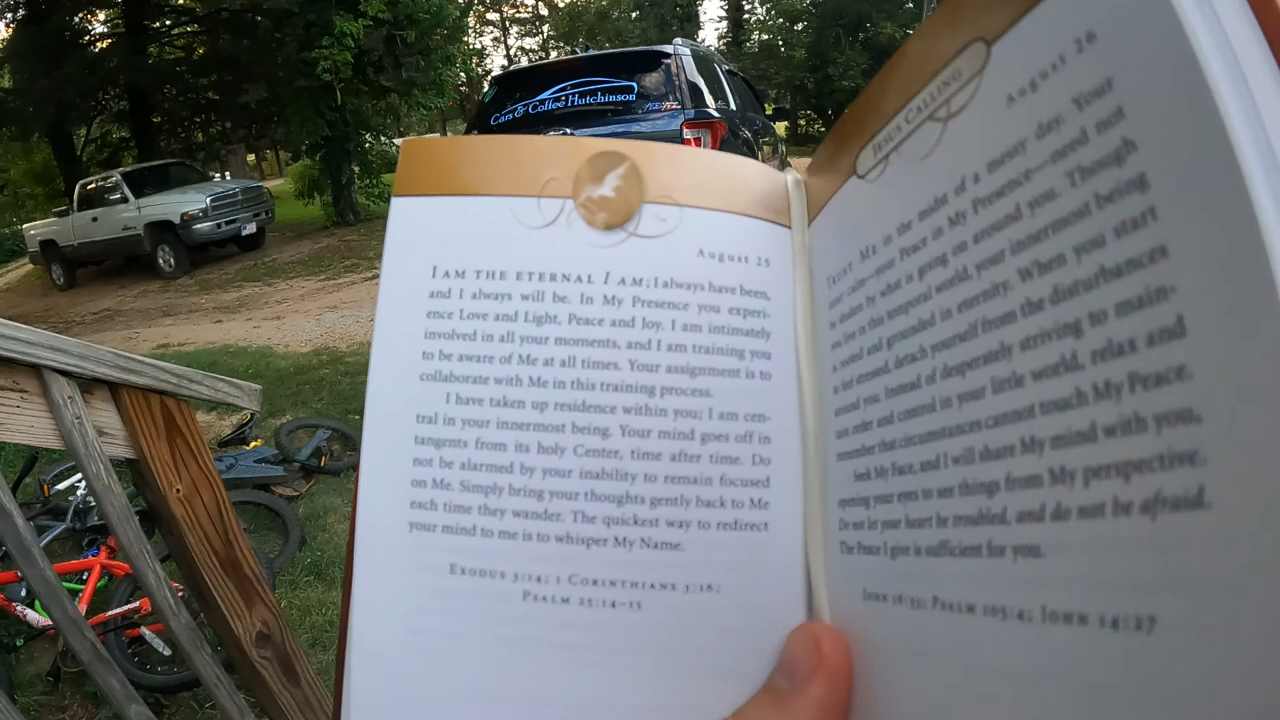 Cars & Coffee Hutchinson
August 25
I AM THE ETERNAL I AM; I always have been,
and I always will be. In My Presence you experi-
ence Love and Light, Peace and Joy. I am intimately
involved in all your moments, and I am training you
to be aware of Me at all times. Your assignment is to
collaborate with Me in this training process.
I have taken up residence within you; I am cen-
tral in your innermost being. Your mind goes off in
tangents from its holy Center, time after time. Do
not be alarmed by your inability to remain focused
on Me. Simply bring your thoughts gently back to Me
each time they wander. The quickest way to redirect
your mind to me is to whisper My Name.
EXODUS 3:14; 1 CORINTHIANS 3:16;
PSALM 25:14–15
JESUS CALLING
August 26
TRUST ME in the midst of a messy day. Your
inner calm—your Peace in My Presence—need not
be shaken by what is going on around you. Though
you live in this temporal world, your innermost being
is rooted and grounded in eternity. When you start
to feel stressed, detach yourself from the disturbances
around you. Instead of desperately striving to main-
tain order and control in your little world, relax and
remember that circumstances cannot touch My Peace.
Seek My Face, and I will share My mind with you,
opening your eyes to see things from My perspective.
Do not let your heart be troubled, and do not be afraid.
The Peace I give is sufficient for you.
JOHN 16:33; PSALM 105:4; JOHN 14:27